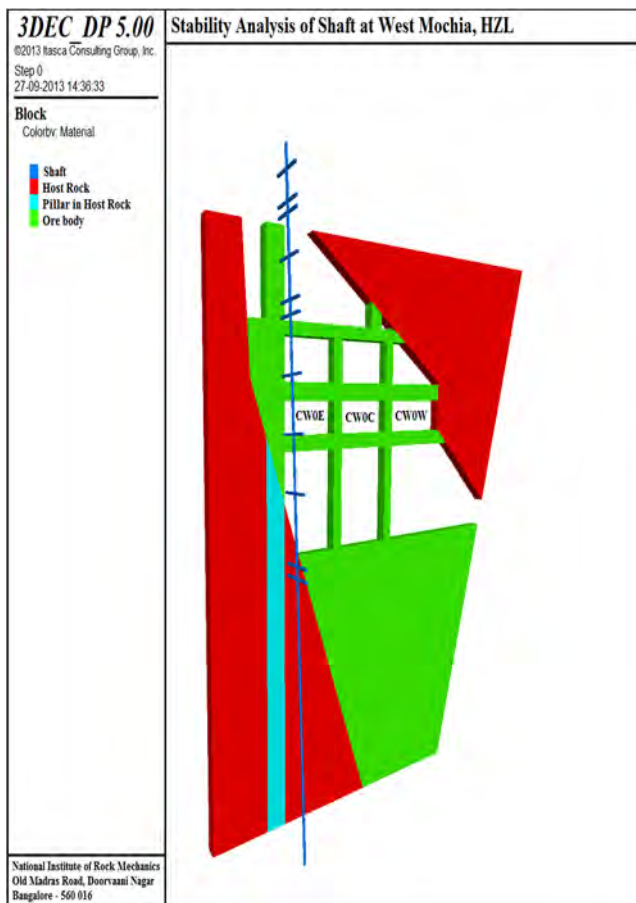 3DEC_DP 5.00
©2013 Itasca Consulting Group, Inc.
Step 0
27-09-2013 14:36:33
Block
Colorby: Material
Shaft
Host Rock
Pillar in Host Rock
Ore body
Stability Analysis of Shaft at West Mochia, HZL
CW0E CW0C CW0W
National Institute of Rock Mechanics
Old Madras Road, Doorvaani Nagar
Bangalore - 560 016